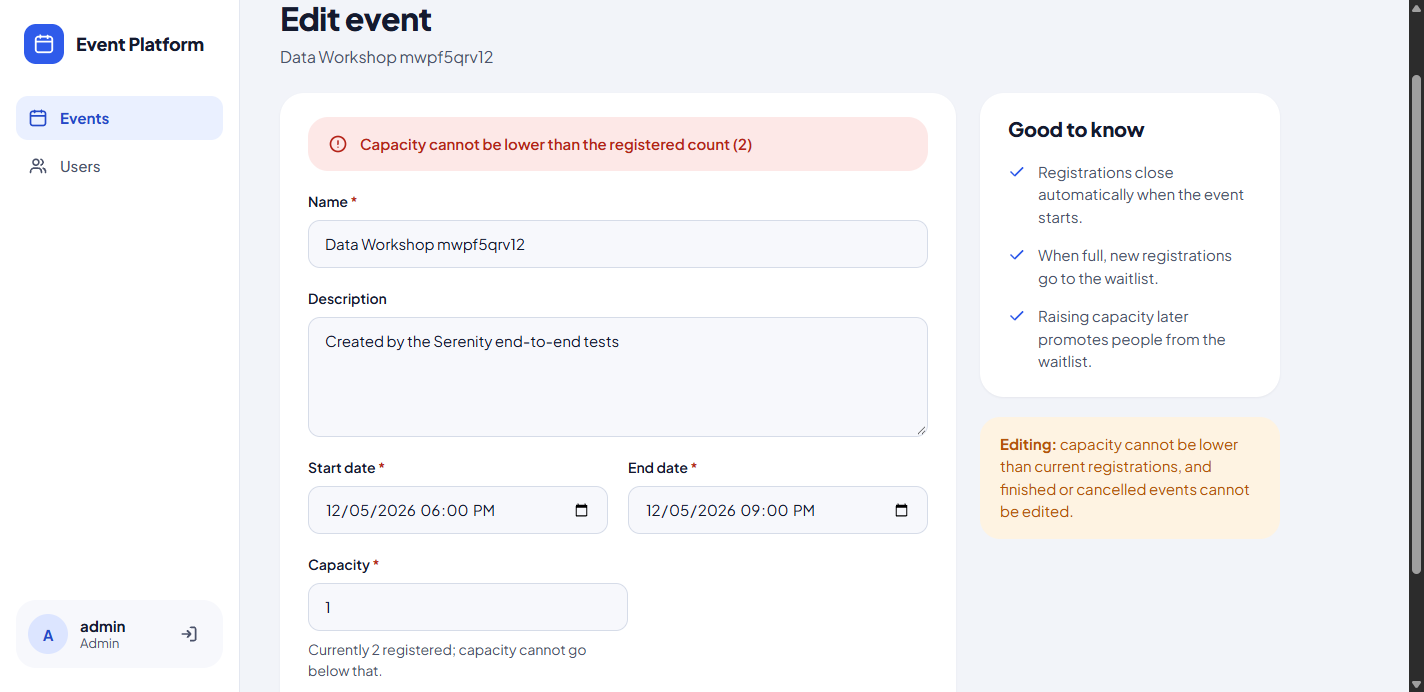 Event Platform
Events
Users
A
admin
Admin
Edit event
Data Workshop mwpf5qrv12
Capacity cannot be lower than the registered count (2)
Name *
Data Workshop mwpf5qrv12
Description
Created by the Serenity end-to-end tests
Start date *
End date *
12/05/2026 06:00 PM
12/05/2026 09:00 PM
Capacity *
1
Currently 2 registered; capacity cannot go
below that.
Good to know
Registrations close
automatically when the event
starts.
When full, new registrations
go to the waitlist.
Raising capacity later
promotes people from the
waitlist.
Editing: capacity cannot be lower
than current registrations, and
finished or cancelled events cannot
be edited.